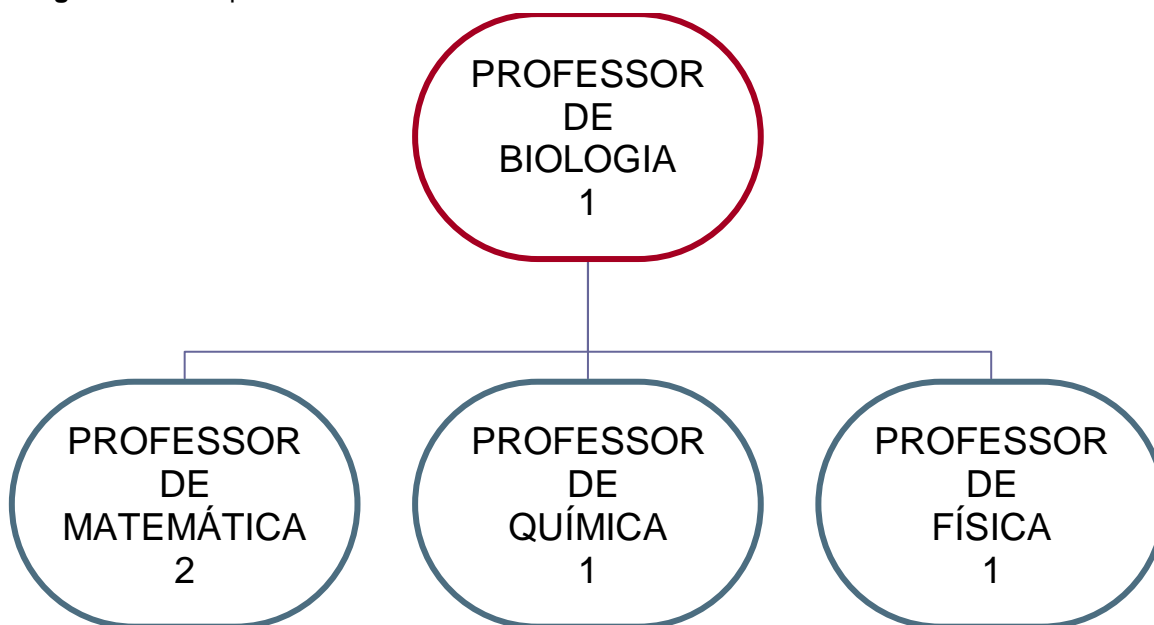 PROFESSOR
DE
BIOLOGIA
1
PROFESSOR
DE
MATEMÁTICA
2
PROFESSOR
DE
QUÍMICA
1
PROFESSOR
DE
FÍSICA
1